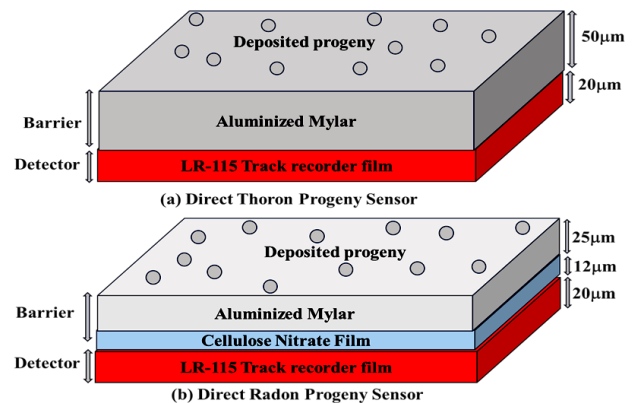 Deposited progeny
50μm
20μm
Barrier
Aluminized Mylar
Detector
LR-115 Track recorder film
(a) Direct Thoron Progeny Sensor
Deposited progeny
25μm
12μm
20μm
Barrier
Aluminized Mylar
Cellulose Nitrate Film
Detector
LR-115 Track recorder film
(b) Direct Radon Progeny Sensor